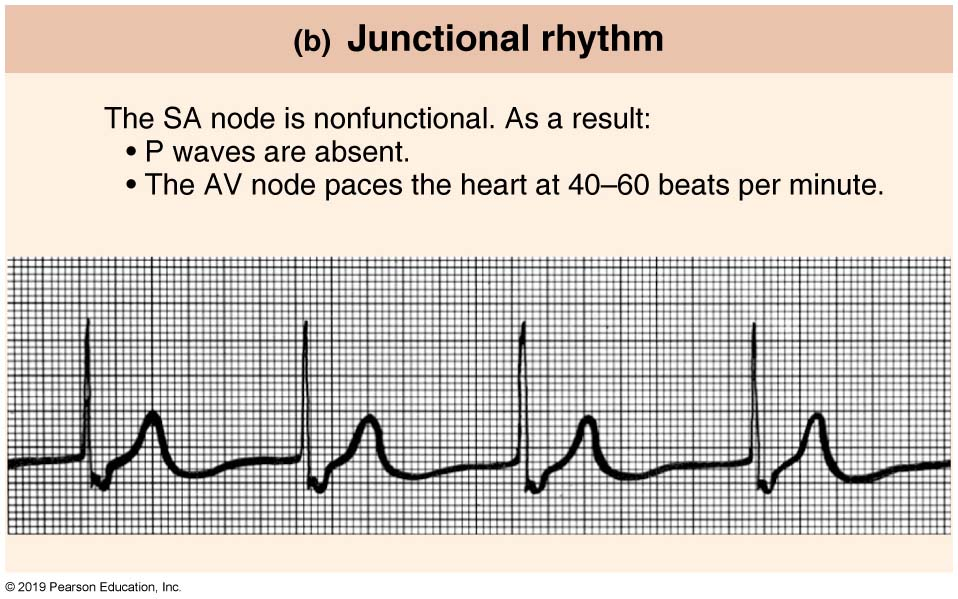 (b) Junctional rhythm
The SA node is nonfunctional. As a result:
• P waves are absent.
• The AV node paces the heart at 40–60 beats per minute.
© 2019 Pearson Education, Inc.